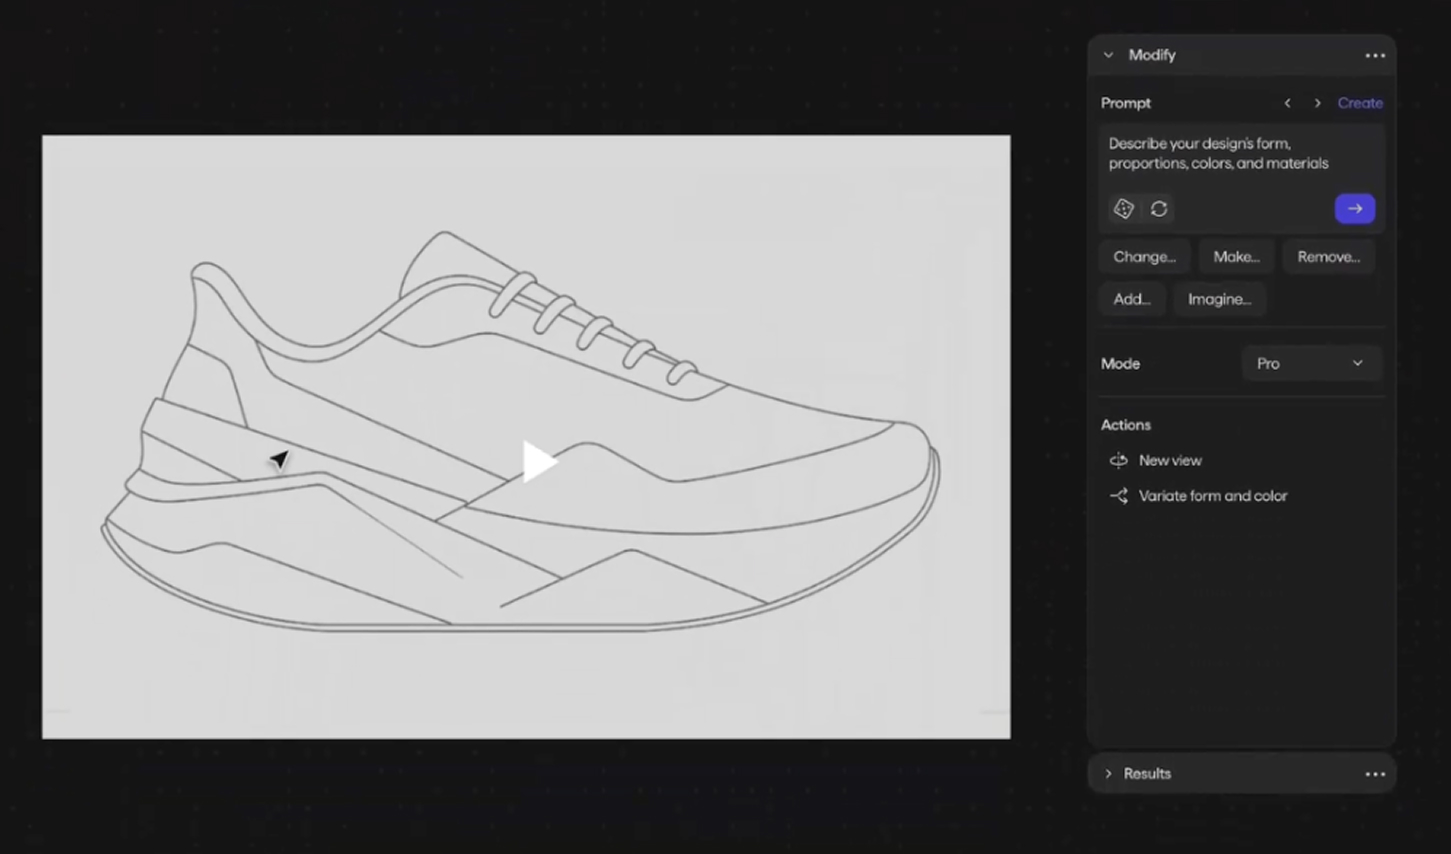 Modify
Prompt
Create
Describe your design's form,
proportions, colors, and materials
Change...
Make...
Remove...
Add...
Imagine...
Mode
Pro
Actions
New view
Variate form and color
Results